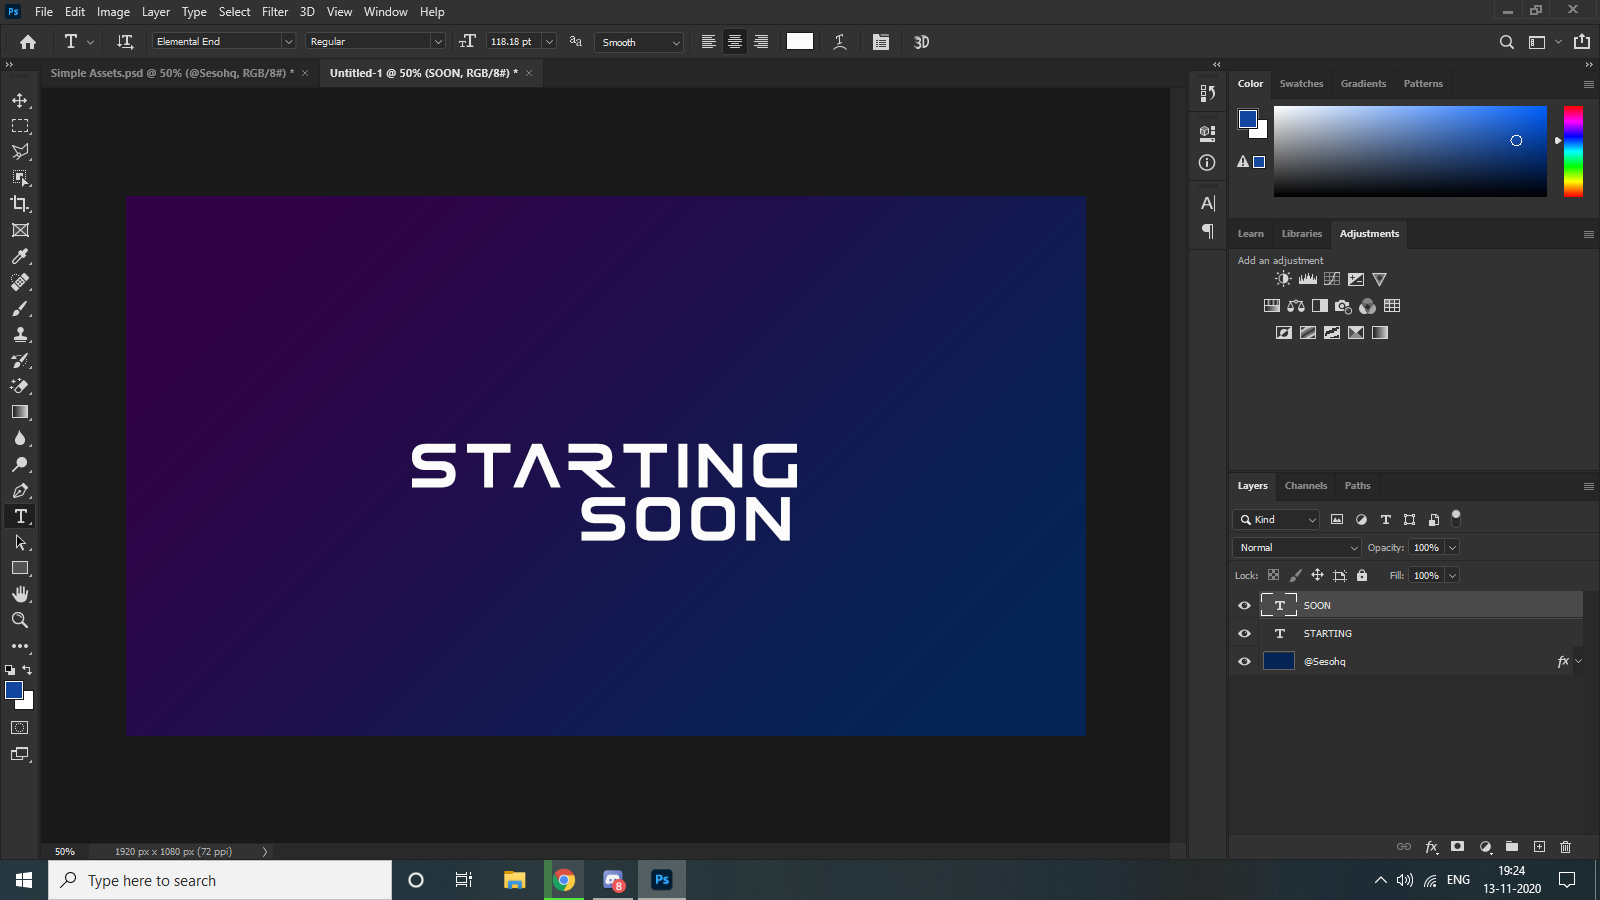 Ps File Edit Image Layer Type Select Filter 3D View Window Help
T Elemental End Regular 118.18 pt Smooth 3D
Simple Assets.psd @ 50% (@Sesohq, RGB/8#) * × Untitled-1 @ 50% (SOON, RGB/8#) * ×
Color Swatches Gradients Patterns
Learn Libraries Adjustments
Add an adjustment
STARTING
SOON
Layers Channels Paths
Kind
Normal Opacity: 100%
Lock: Fill: 100%
T SOON
T STARTING
@Sesohq fx
50% 1920 px x 1080 px (72 ppi)
Type here to search 8 Ps ENG 19:24
13-11-2020